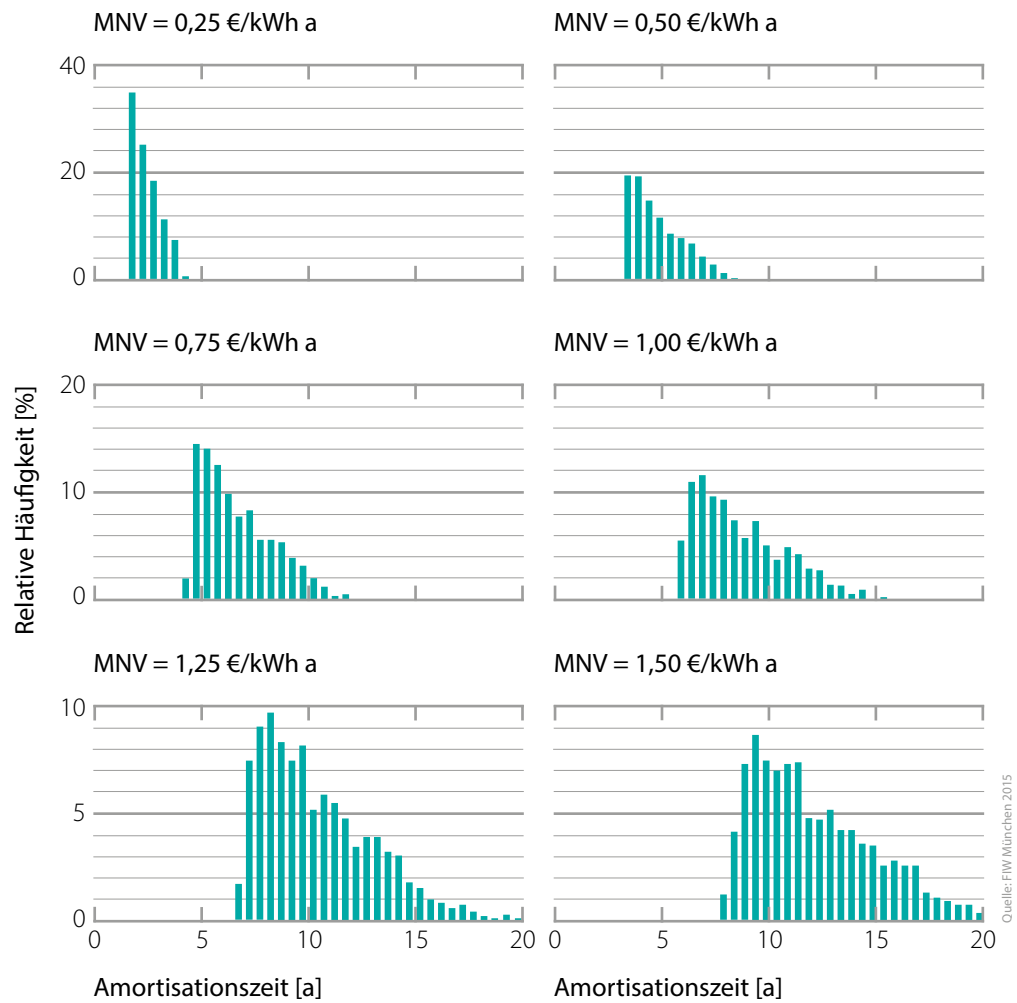 MNV = 0,25 €/kWh a
MNV = 0,50 €/kWh a
40
20
0
MNV = 0,75 €/kWh a
MNV = 1,00 €/kWh a
20
10
0
Relative Häufigkeit [%]
MNV = 1,25 €/kWh a
MNV = 1,50 €/kWh a
10
5
0
0 5 10 15 20
0 5 10 15 20
Amortisationszeit [a]
Amortisationszeit [a]
Quelle: FIW München 2015